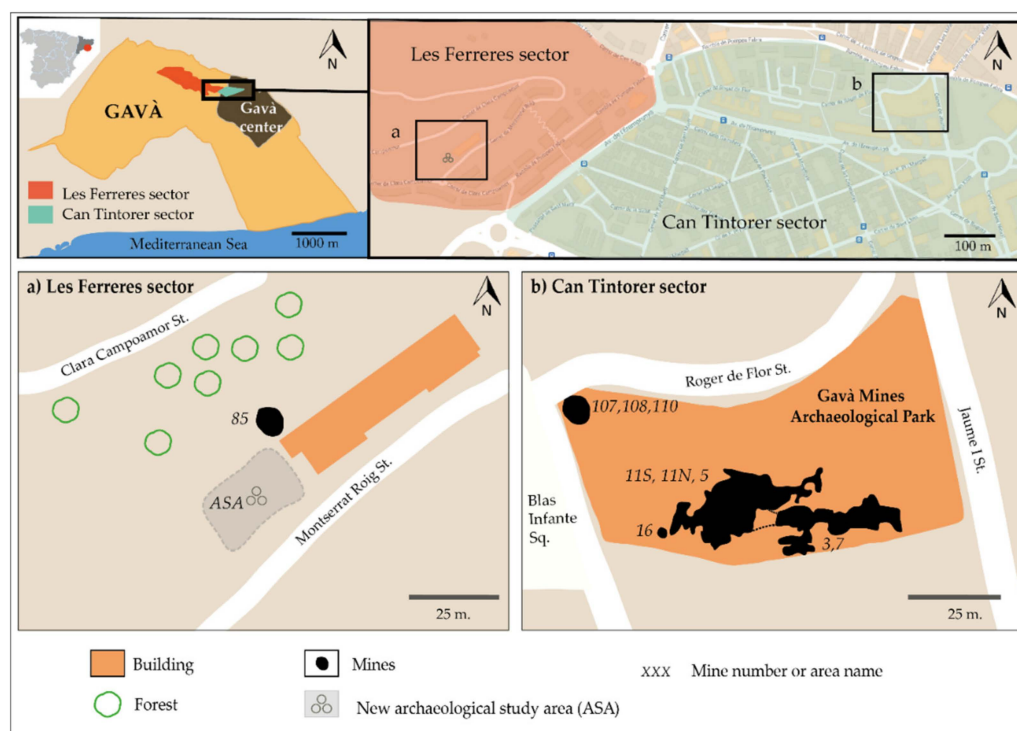 N
GAVÀ
Gavà
center
Les Ferreres sector
Can Tintorer sector
Mediterranean Sea
1000 m
Les Ferreres sector
a
b
N
Can Tintorer sector
100 m
a) Les Ferreres sector
N
Clara Campoamor St.
85
ASA
Montserrat Roig St.
25 m.
b) Can Tintorer sector
N
Roger de Flor St.
107,108,110
Gavà Mines
Archaeological Park
Jaume I St.
11S, 11N, 5
Blas
Infante
Sq.
16
3,7
25 m.
Building
Mines
xxx Mine number or area name
Forest
New archaeological study area (ASA)